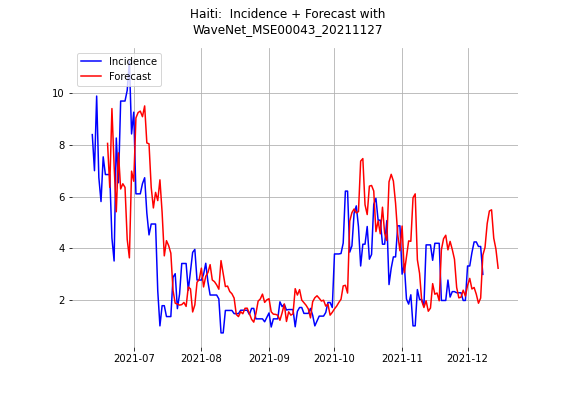 Haiti:  Incidence + Forecast with
WaveNet_MSE00043_20211127
Incidence
Forecast
10
8
6
4
2
2021-07
2021-08
2021-09
2021-10
2021-11
2021-12